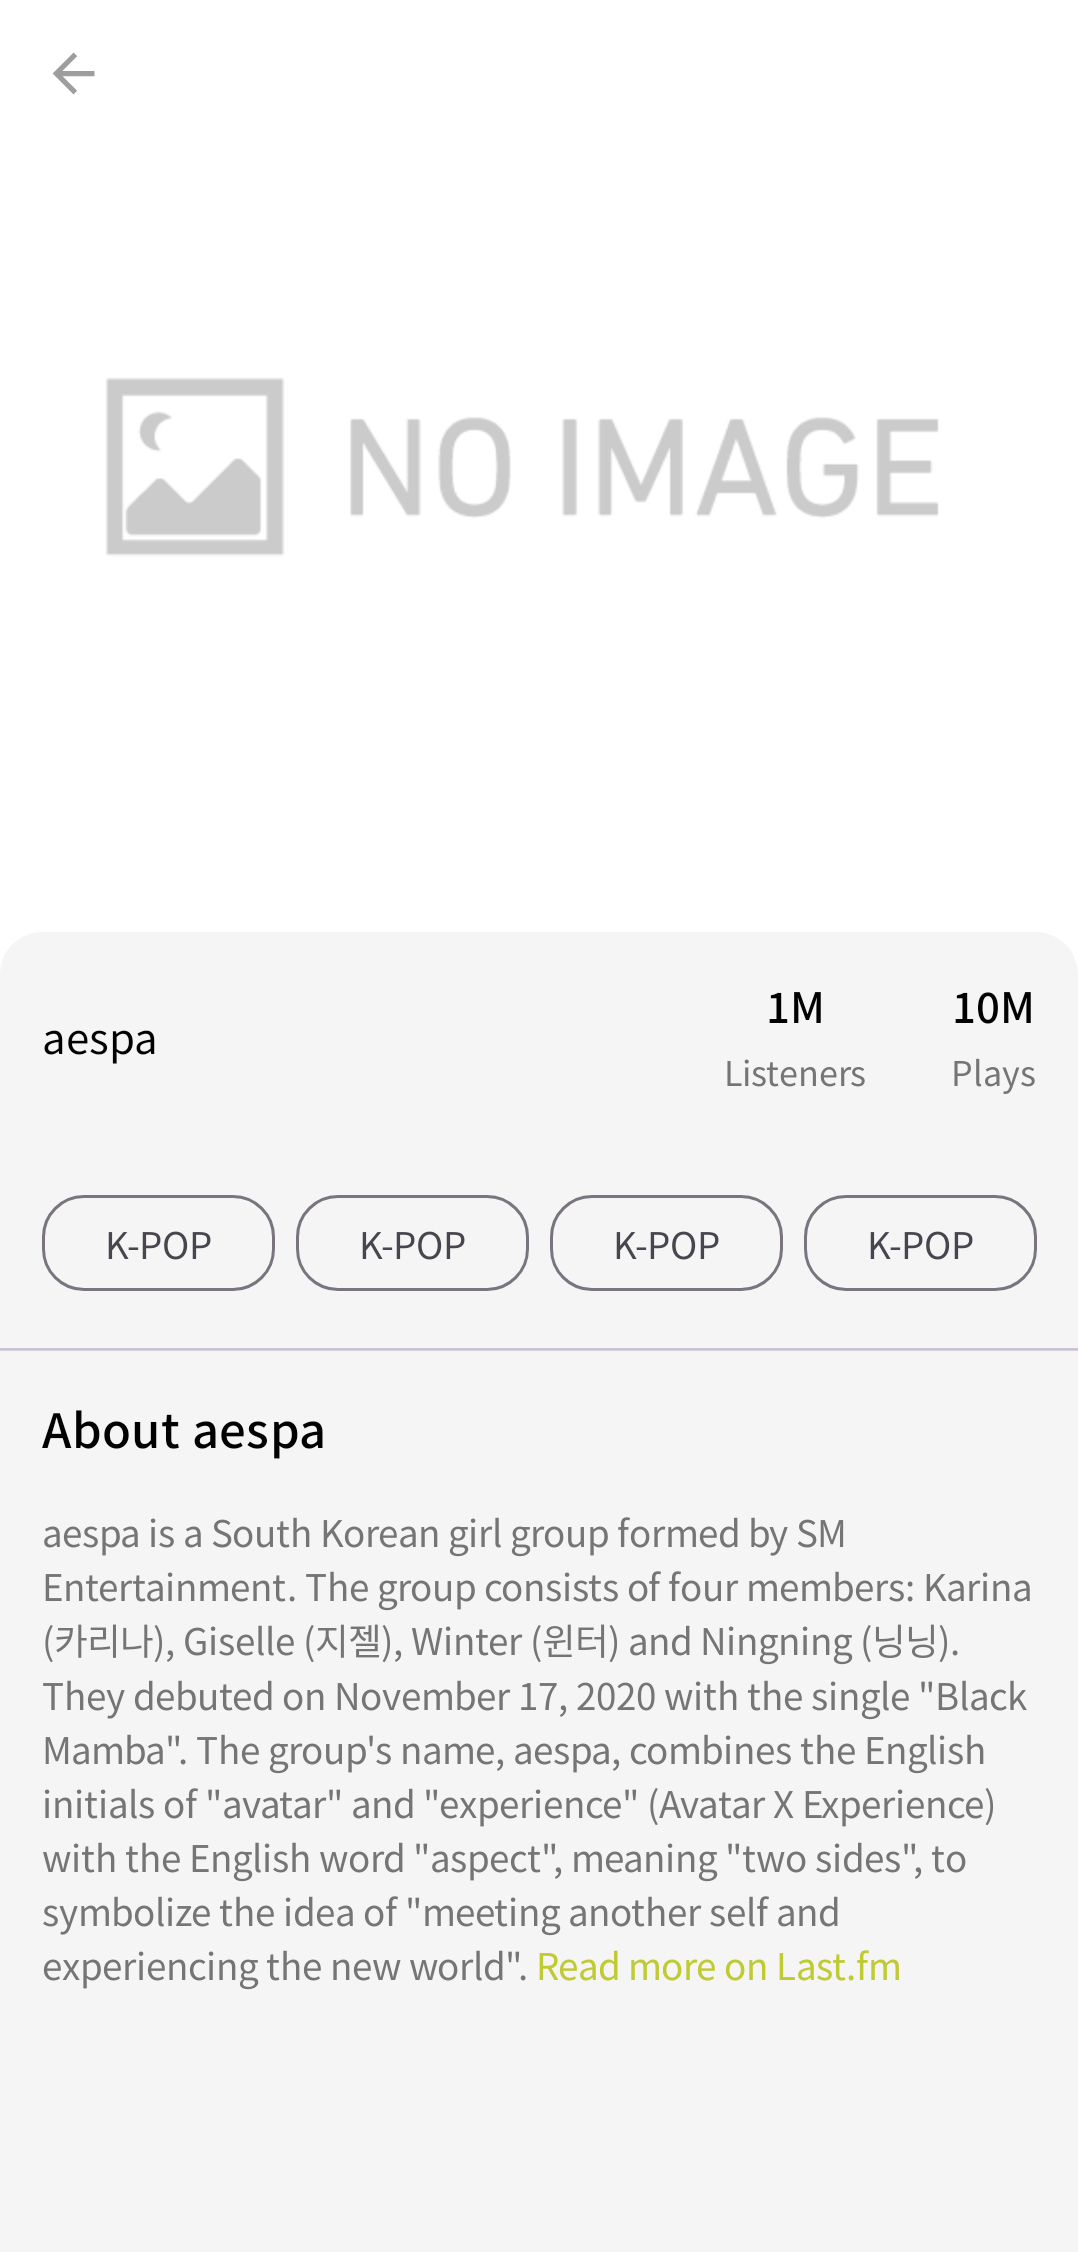 NO IMAGE
aespa
1M
Listeners
10M
Plays
K-POP
K-POP
K-POP
K-POP
About aespa
aespa is a South Korean girl group formed by SM
Entertainment. The group consists of four members: Karina
(카리나), Giselle (지젤), Winter (윈터) and Ningning (닝닝).
They debuted on November 17, 2020 with the single "Black
Mamba". The group's name, aespa, combines the English
initials of "avatar" and "experience" (Avatar X Experience)
with the English word "aspect", meaning "two sides", to
symbolize the idea of "meeting another self and
experiencing the new world". Read more on Last.fm